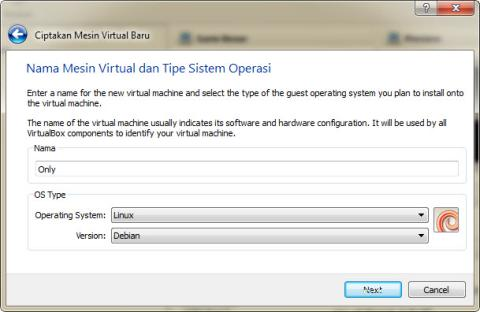 Ciptakan Mesin Virtual Baru
Nama Mesin Virtual dan Tipe Sistem Operasi
Enter a name for the new virtual machine and select the type of the guest operating system you plan to install onto
the virtual machine.
The name of the virtual machine usually indicates its software and hardware configuration. It will be used by all
VirtualBox components to identify your virtual machine.
Nama
Only
OS Type
Operating System: Linux
Version: Debian
Next Cancel